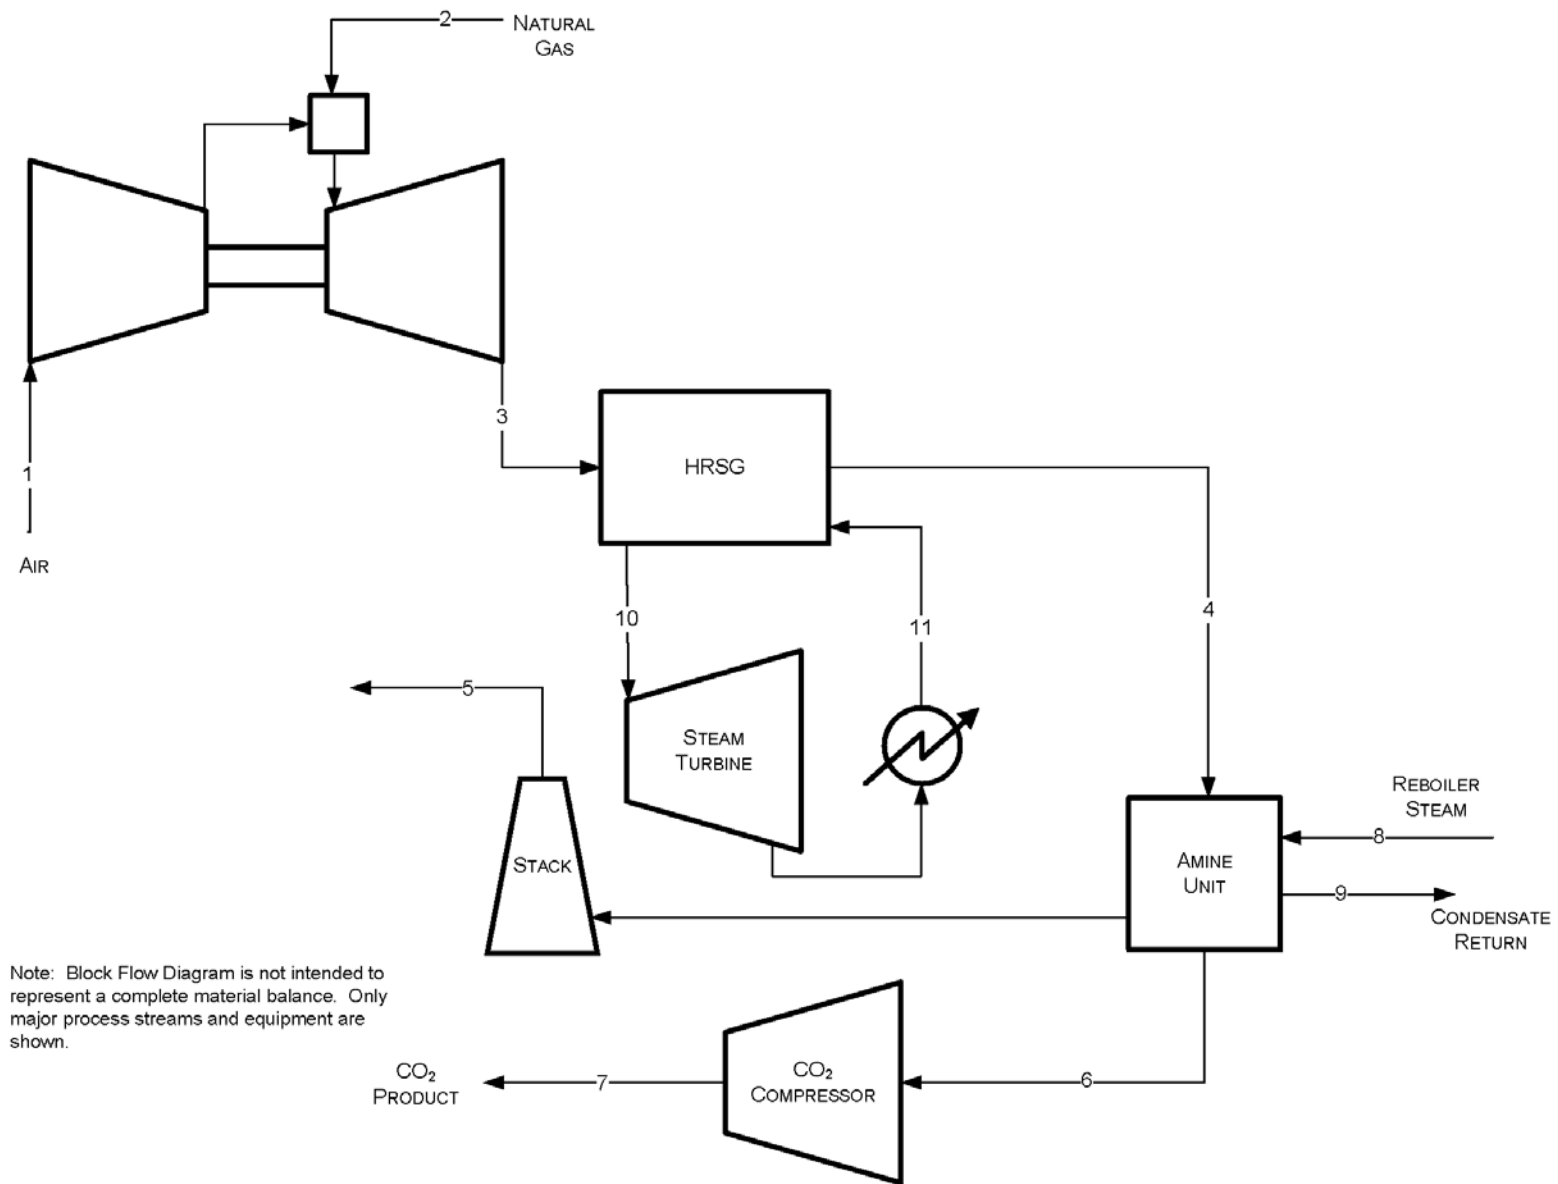 2
NATURAL
GAS
1
AIR
3
HRSG
10
11
4
5
STEAM
TURBINE
STACK
REBOILER
STEAM
8
AMINE
UNIT
9
CONDENSATE
RETURN
Note: Block Flow Diagram is not intended to
represent a complete material balance. Only
major process streams and equipment are
shown.
CO₂
PRODUCT
7
CO₂
COMPRESSOR
6